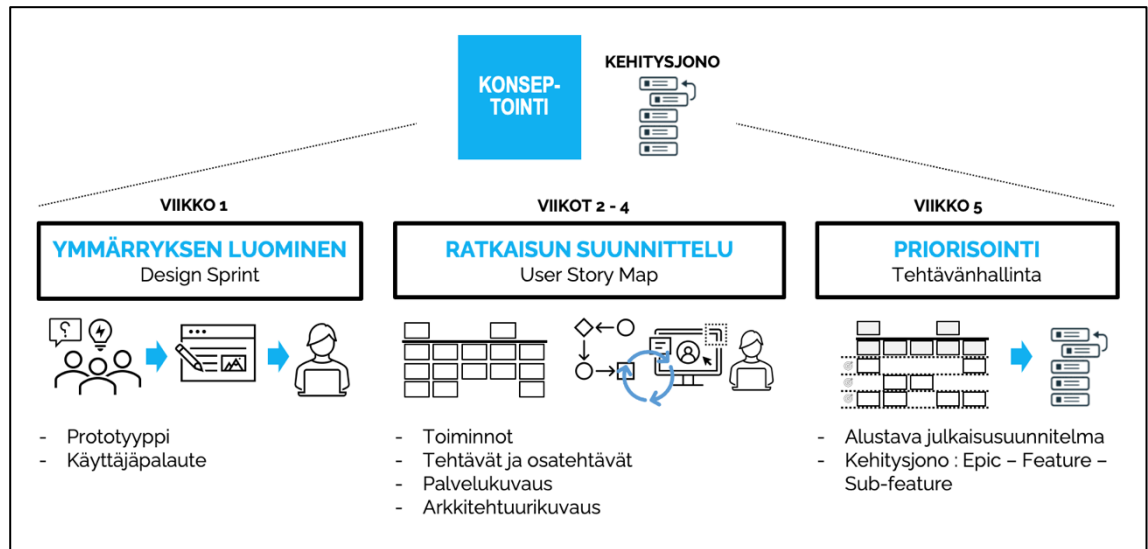 KONSEP-
TOINTI
KEHITYSJONO
VIIKKO 1
YMMÄRRYKSEN LUOMINEN
Design Sprint
- Prototyyppi
- Käyttäjäpalaute
VIIKOT 2 - 4
RATKAISUN SUUNNITTELU
User Story Map
- Toiminnot
- Tehtävät ja osatehtävät
- Palvelukuvaus
- Arkkitehtuurikuvaus
VIIKKO 5
PRIORISOINTI
Tehtävänhallinta
- Alustava julkaisusuunnitelma
- Kehitysjono : Epic – Feature –
Sub-feature